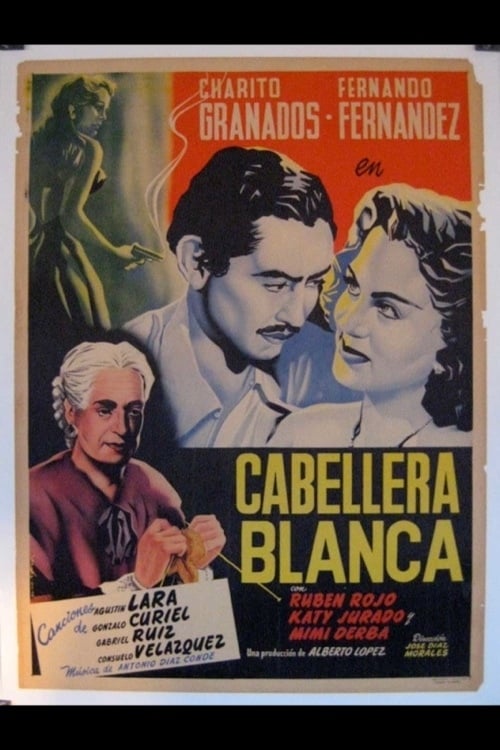 CHARITO FERNANDO
GRANADOS · FERNANDEZ
en
CABELLERA
BLANCA
con
RUBEN ROJO
KATY JURADO y
MIMI DERBA
Canciones de AGUSTIN LARA
GONZALO CURIEL
GABRIEL RUIZ
CONSUELO VELAZQUEZ
Música de ANTONIO DIAZ CONDE
Una producción de ALBERTO LOPEZ
Dirección
JOSE DIAZ
MORALES